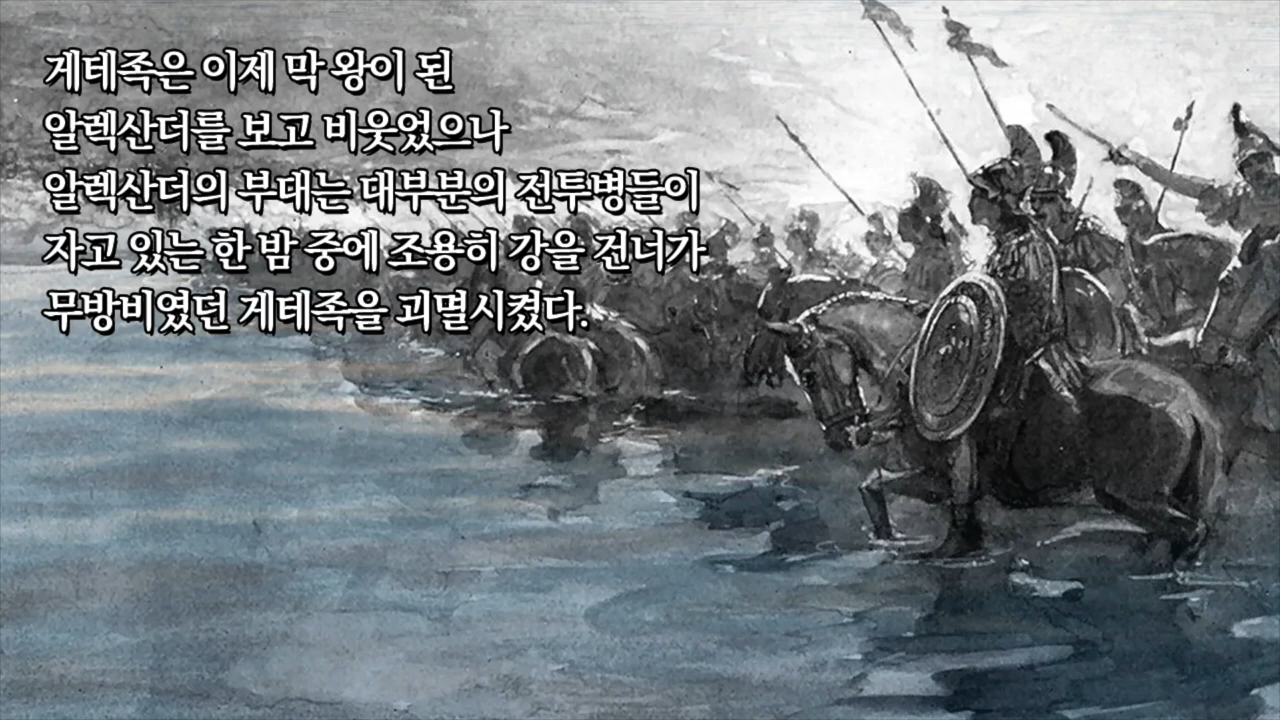 게테족은 이제 막 왕이 된
알렉산더를 보고 비웃었으나
알렉산더의 부대는 대부분의 전투병들이
자고 있는 한 밤 중에 조용히 강을 건너가
무방비였던 게테족을 괴멸시켰다.